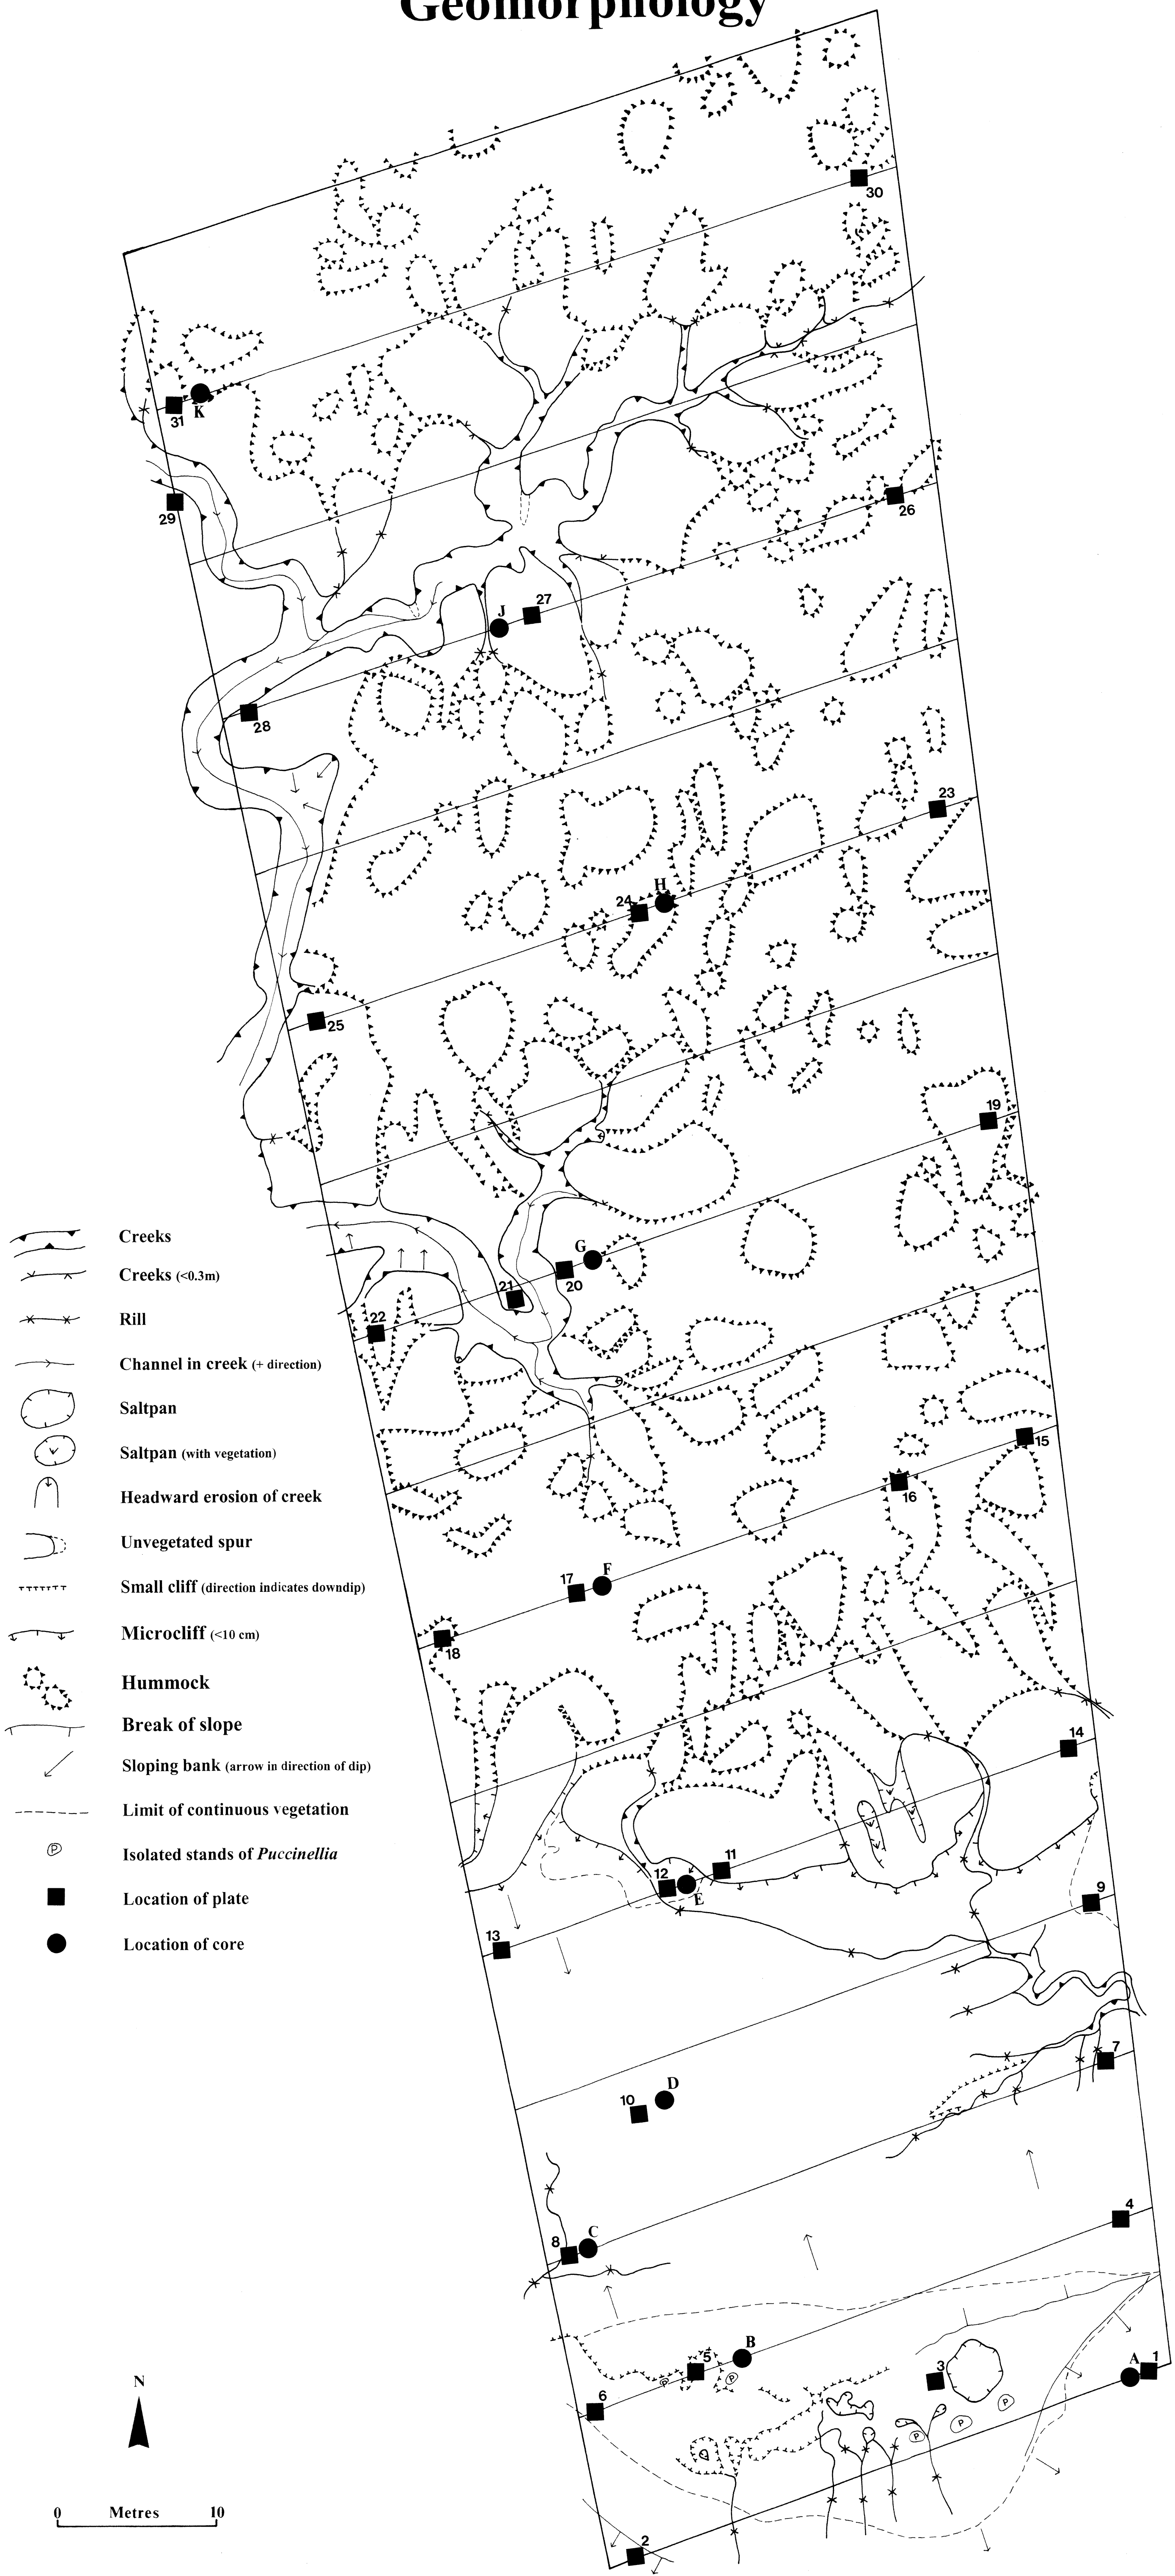 Geomorphology
30
K
31
29
26
27
J
28
23
H
24
25
19
G
20
21
22
15
16
F
17
18
14
11
12
E
9
13
7
D
10
4
C
8
B
5
A
1
3
6
P
P
P
P
P
2
Creeks
Creeks (<0.3m)
Rill
Channel in creek (+ direction)
Saltpan
Saltpan (with vegetation)
Headward erosion of creek
Unvegetated spur
Small cliff (direction indicates downdip)
Microcliff (<10 cm)
Hummock
Break of slope
Sloping bank (arrow in direction of dip)
Limit of continuous vegetation
P Isolated stands of Puccinellia
Location of plate
Location of core
N
0 Metres 10